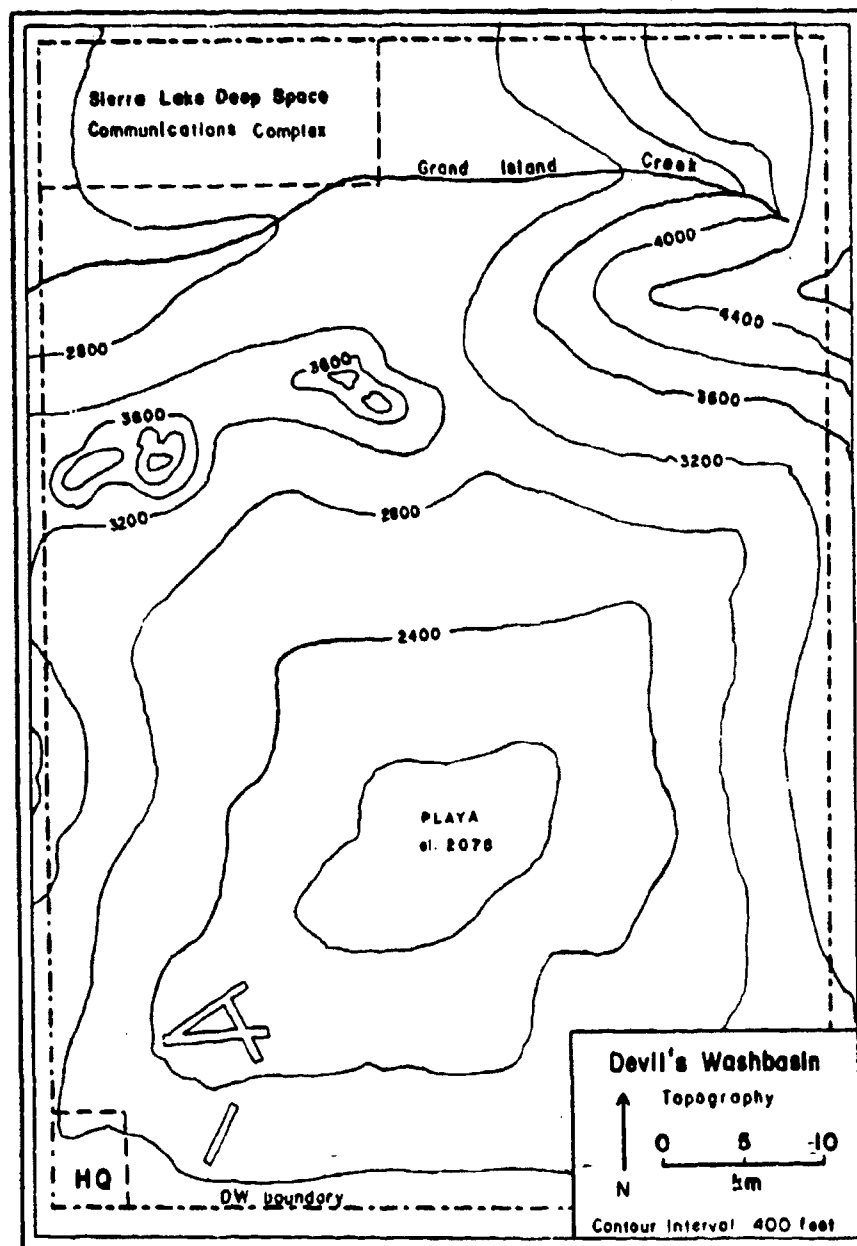 Sierra Lake Deep Space
Communications Complex
Grand Island Creek
4000
4400
2800
3600
3600
3600
3200
3200
2800
2400
PLAYA
el. 2078
HQ
DW boundary
Devil's Washbasin
Topography
0 5 10
km
N
Contour Interval 400 feet